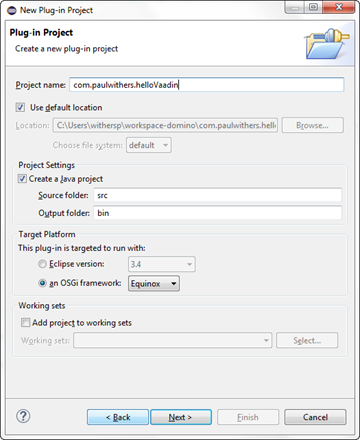 New Plug-in Project
Plug-in Project
Create a new plug-in project
Project name: com.paulwithers.helloVaadin
Use default location
Location: C:\Users\withersp\workspace-domino\com.paulwithers.hell Browse...
Choose file system: default
Project Settings
Create a Java project
Source folder: src
Output folder: bin
Target Platform
This plug-in is targeted to run with:
Eclipse version: 3.4
an OSGi framework: Equinox
Working sets
Add project to working sets
Working sets: Select...
? < Back Next > Finish Cancel